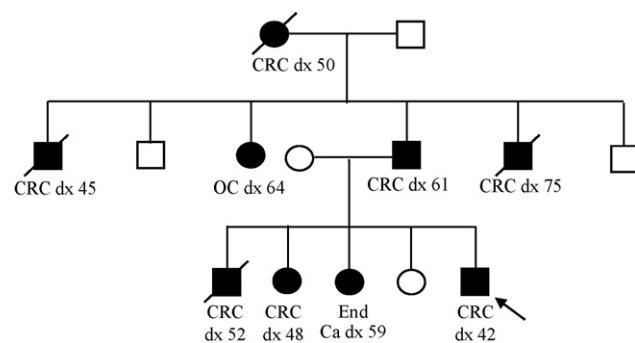 CRC dx 50
CRC dx 45
OC dx 64
CRC dx 61
CRC dx 75
CRC
dx 52
CRC
dx 48
End
Ca dx 59
CRC
dx 42